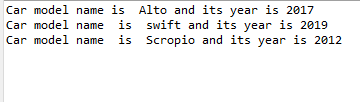 Car model name is  Alto and its year is 2017
Car model name  is  swift and its year is 2019
Car model name  is  Scropio and its year is 2012